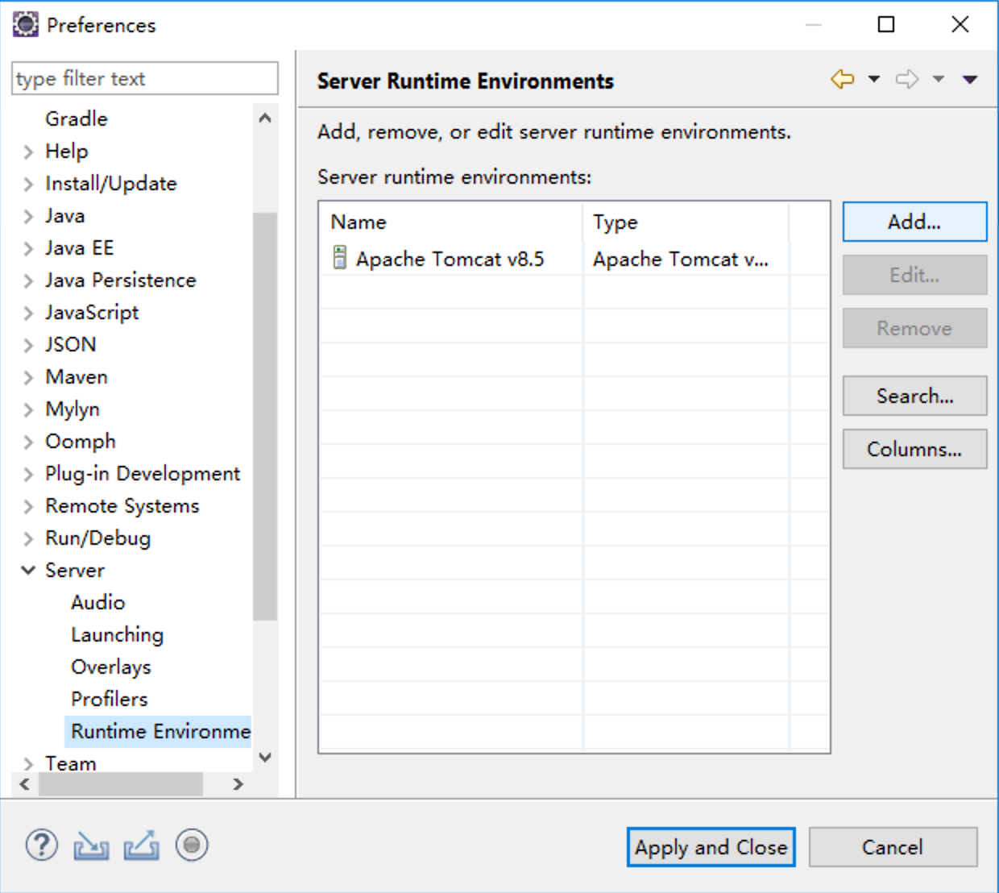 Preferences
type filter text
Gradle
Help
Install/Update
Java
Java EE
Java Persistence
JavaScript
JSON
Maven
Mylyn
Oomph
Plug-in Development
Remote Systems
Run/Debug
Server
Audio
Launching
Overlays
Profilers
Runtime Environme
Team
Server Runtime Environments
Add, remove, or edit server runtime environments.
Server runtime environments:
Name Type
Apache Tomcat v8.5 Apache Tomcat v...
Add...
Edit...
Remove
Search...
Columns...
?
Apply and Close Cancel